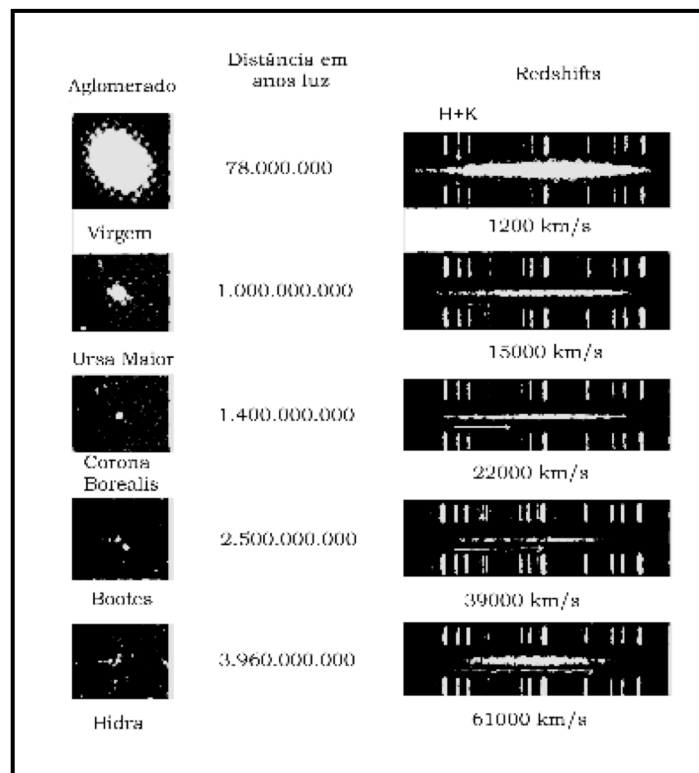 Aglomerado
Distância em
anos luz
Redshifts
H+K
78.000.000
Virgem
1200 km/s
1.000.000.000
Ursa Maior
15000 km/s
1.400.000.000
Corona
Borealis
22000 km/s
2.500.000.000
Bootes
39000 km/s
3.960.000.000
Hidra
61000 km/s